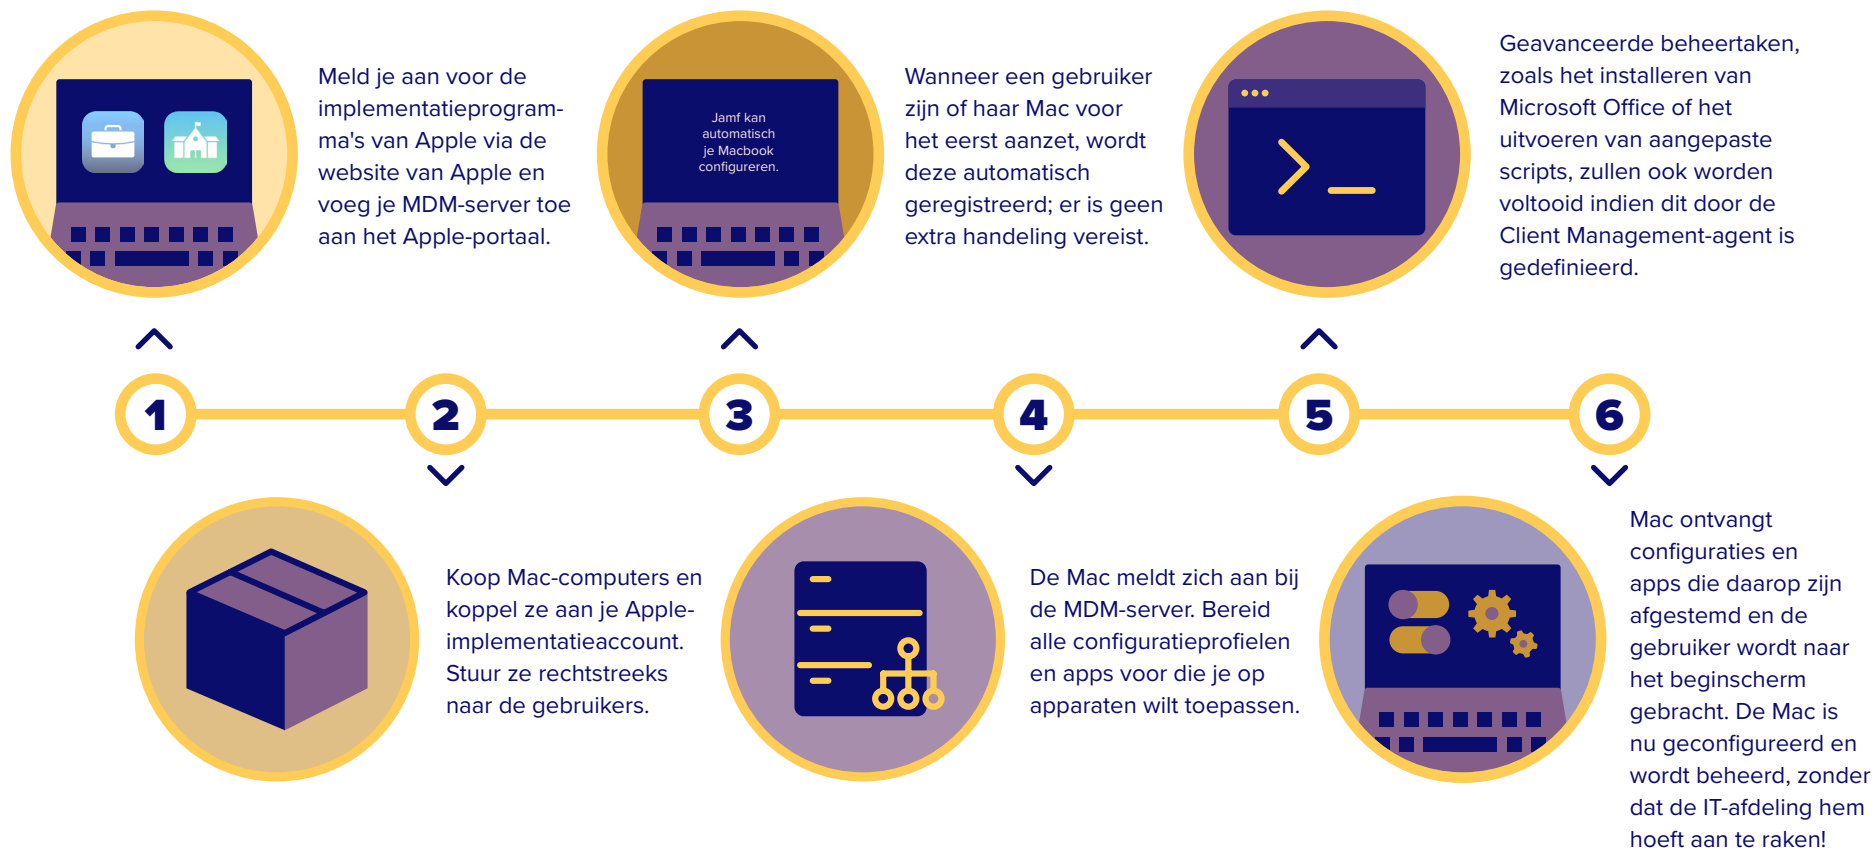 Meld je aan voor de
implementatieprogram-
ma's van Apple via de
website van Apple en
voeg je MDM-server toe
aan het Apple-portaal.
Jamf kan
automatisch
je Macbook
configureren.
Wanneer een gebruiker
zijn of haar Mac voor
het eerst aanzet, wordt
deze automatisch
geregistreerd; er is geen
extra handeling vereist.
Geavanceerde beheertaken,
zoals het installeren van
Microsoft Office of het
uitvoeren van aangepaste
scripts, zullen ook worden
voltooid indien dit door de
Client Management-agent is
gedefinieerd.
1
2
3
4
5
6
Koop Mac-computers en
koppel ze aan je Apple-
implementatieaccount.
Stuur ze rechtstreeks
naar de gebruikers.
De Mac meldt zich aan bij
de MDM-server. Bereid
alle configuratieprofielen
en apps voor die je op
apparaten wilt toepassen.
Mac ontvangt
configuraties en
apps die daarop zijn
afgestemd en de
gebruiker wordt naar
het beginscherm
gebracht. De Mac is
nu geconfigureerd en
wordt beheerd, zonder
dat de IT-afdeling hem
hoeft aan te raken!